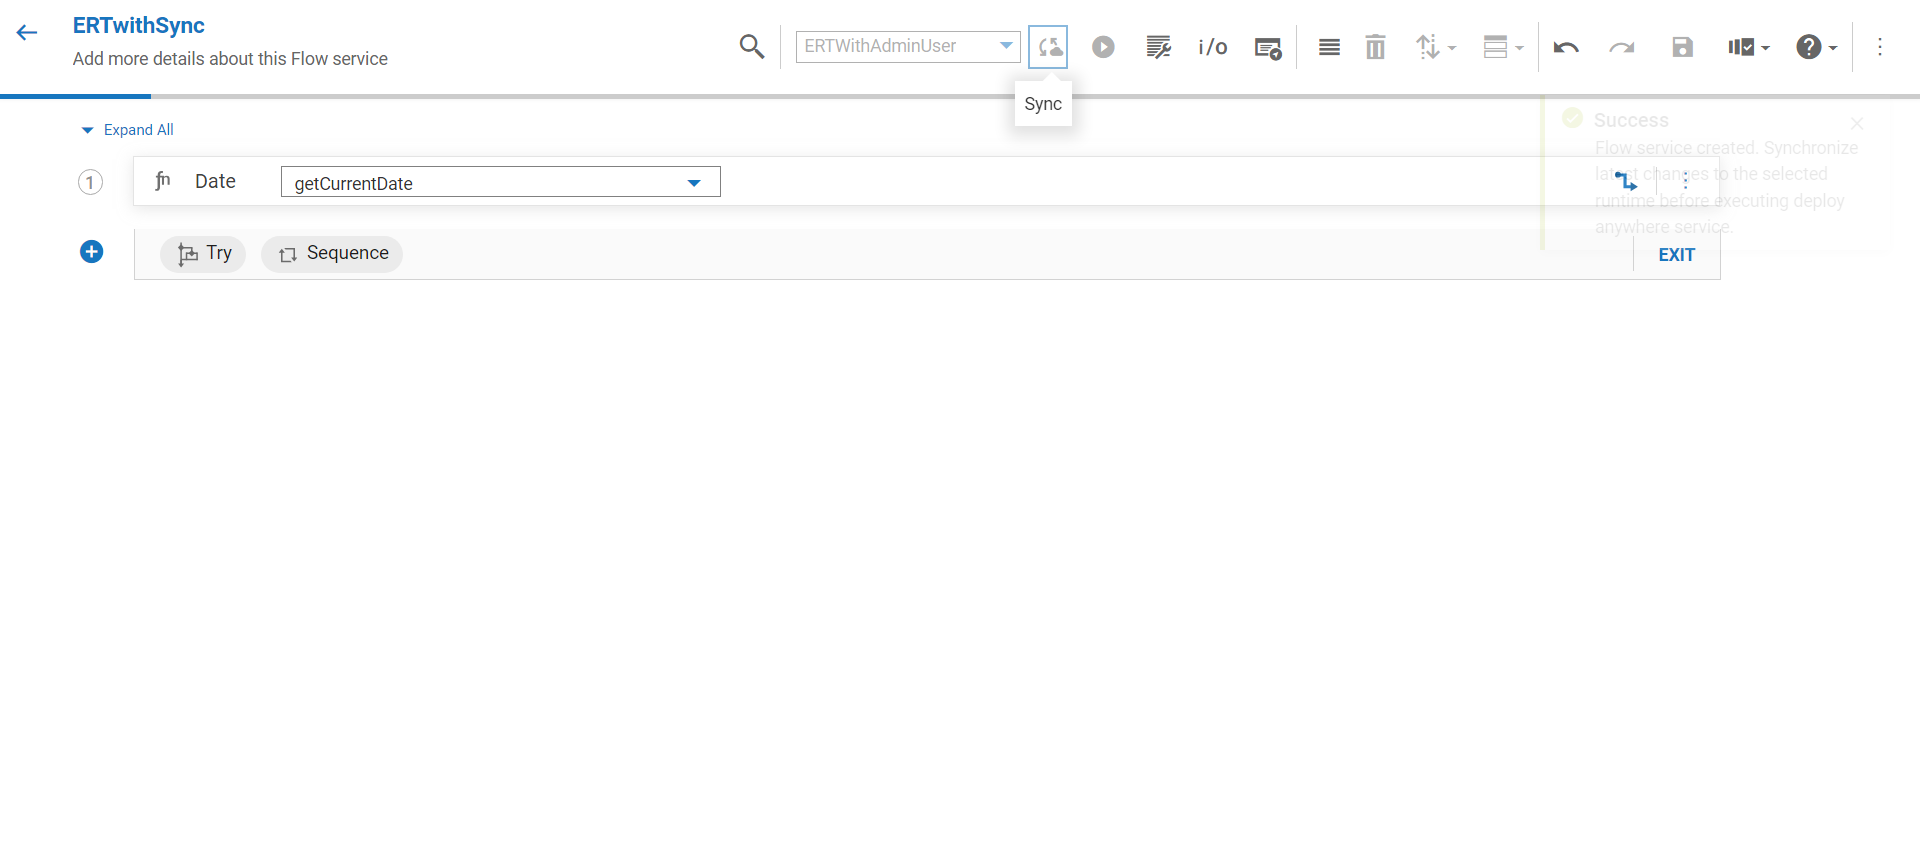 ERTwithSync
Add more details about this Flow service
ERTWithAdminUser
i/o
Sync
Expand All
Success
Flow service created. Synchronize
latest changes to the selected
runtime before executing deploy
anywhere service.
1
fn
Date
getCurrentDate
Try
Sequence
EXIT